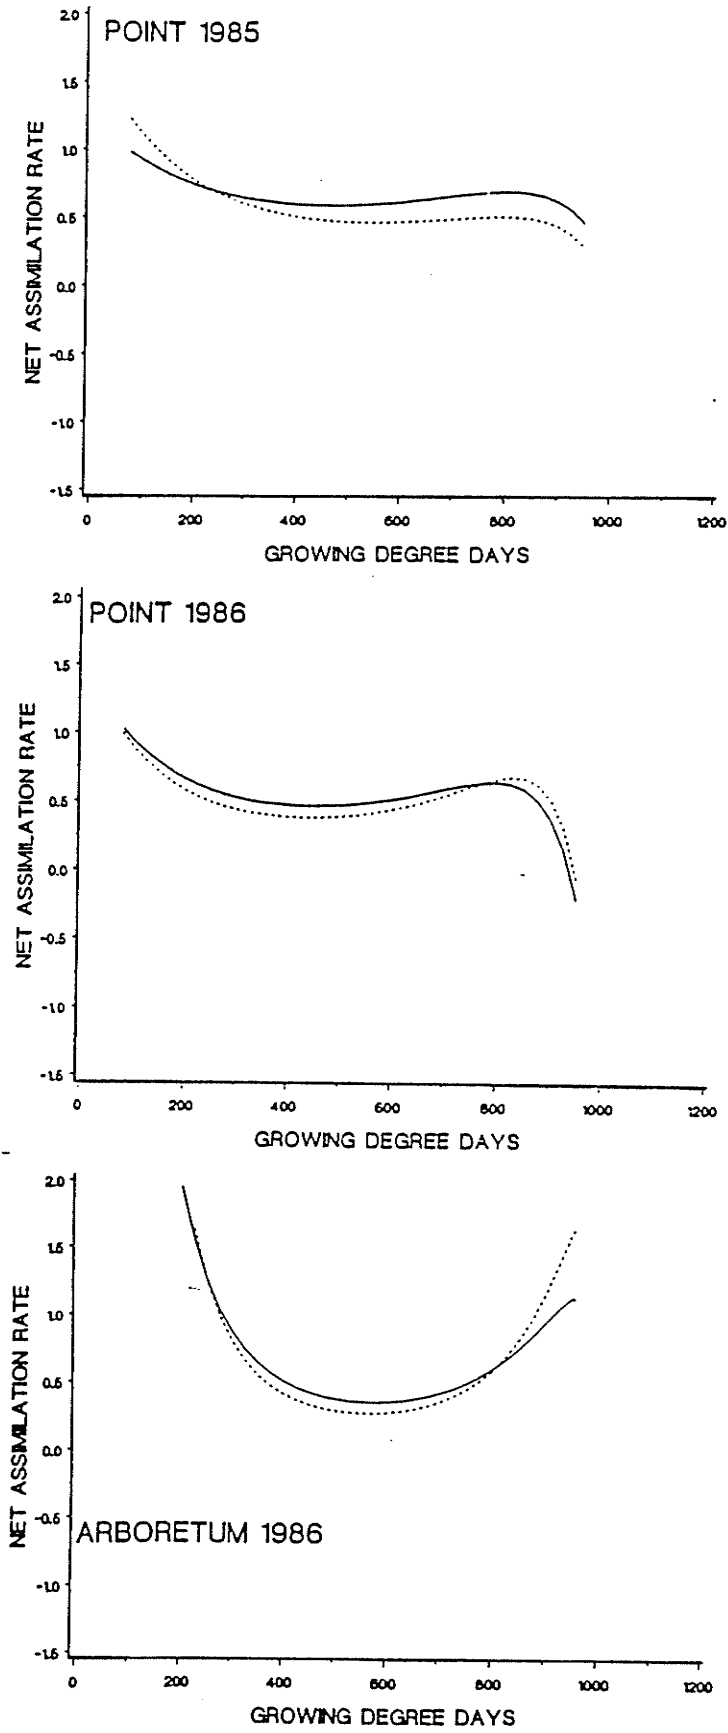 2.0
POINT 1985
1.5
1.0
0.5
0.0
-0.5
-1.0
-1.5
NET ASSIMILATION RATE
0 200 400 600 800 1000 1200
GROWING DEGREE DAYS
2.0
POINT 1986
1.5
1.0
0.5
0.0
-0.5
-1.0
-1.5
NET ASSIMILATION RATE
0 200 400 600 800 1000 1200
GROWING DEGREE DAYS
2.0
1.5
1.0
0.5
0.0
-0.5
ARBORETUM 1986
-1.0
-1.5
NET ASSIMILATION RATE
0 200 400 600 800 1000 1200
GROWING DEGREE DAYS